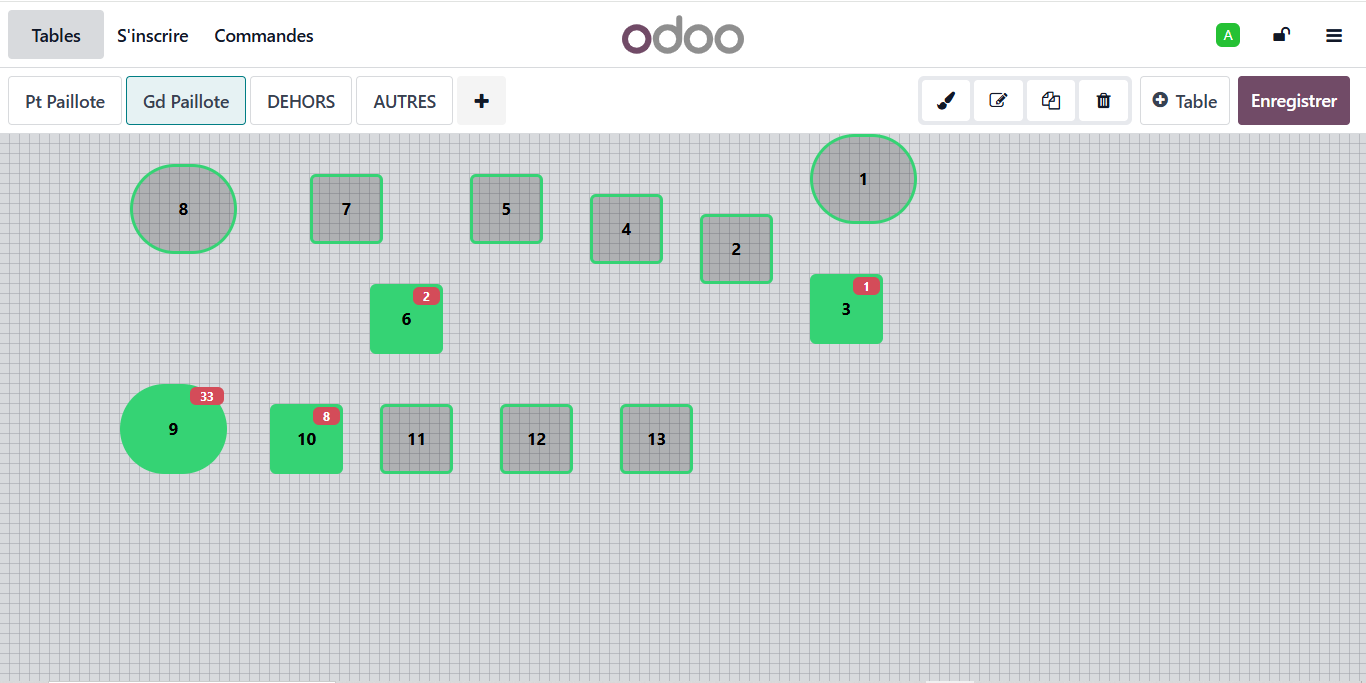 Tables S'inscrire Commandes odoo A
Pt Paillote Gd Paillote DEHORS AUTRES + Table Enregistrer
8 7 5 4 2 1
6 2 3 1
9 33 10 8 11 12 13